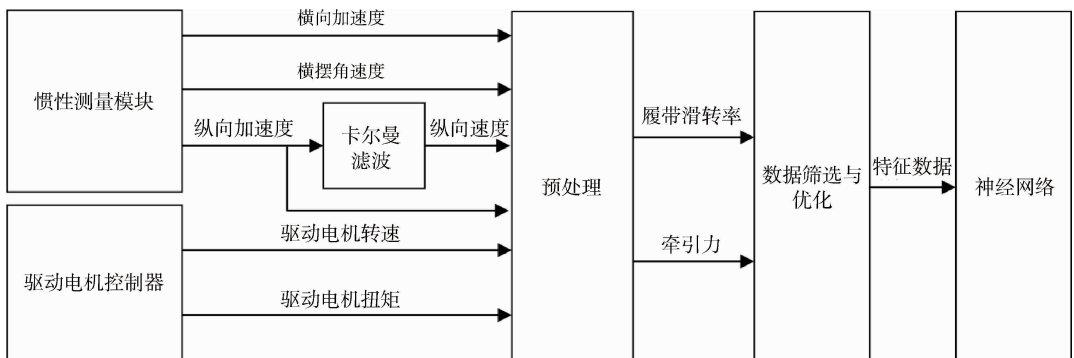 横向加速度
横摆角速度
惯性测量模块
纵向加速度
卡尔曼
滤波
纵向速度
驱动电机控制器
驱动电机转速
驱动电机扭矩
预处理
履带滑转率
牵引力
数据筛选与
优化
特征数据
神经网络